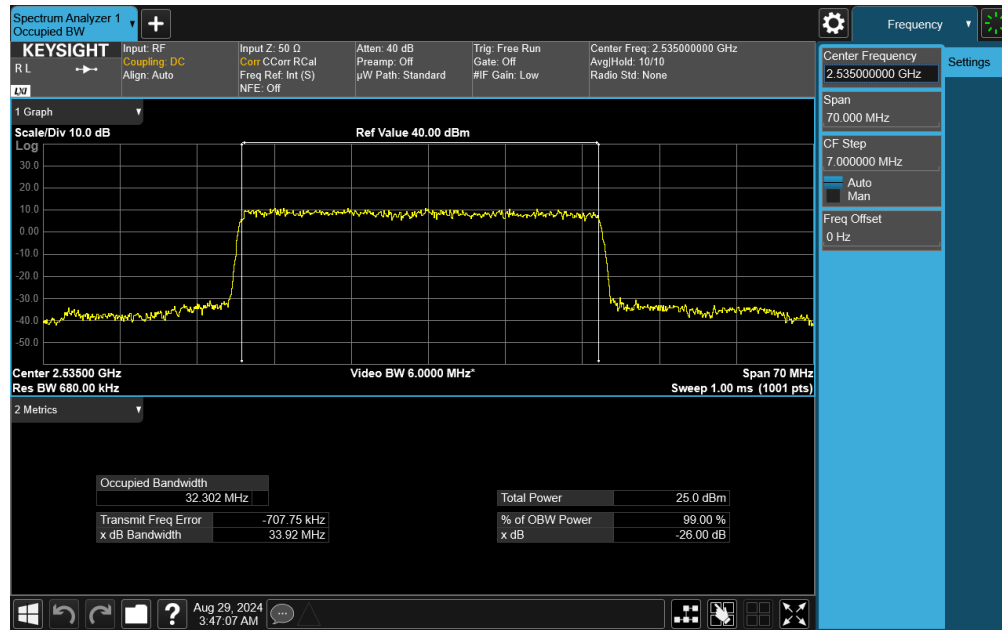 Spectrum Analyzer 1
Occupied BW
Frequency
KEYSIGHT
R L
LXI
Input: RF
Coupling: DC
Align: Auto
Input Z: 50 Ω
Corr CCorr RCal
Freq Ref: Int (S)
NFE: Off
Atten: 40 dB
Preamp: Off
µW Path: Standard
Trig: Free Run
Gate: Off
#IF Gain: Low
Center Freq: 2.535000000 GHz
Avg|Hold: 10/10
Radio Std: None
Center Frequency
2.535000000 GHz
Settings
Span
70.000 MHz
CF Step
7.000000 MHz
Auto
Man
Freq Offset
0 Hz
1 Graph
Scale/Div 10.0 dB
Ref Value 40.00 dBm
Log
30.0
20.0
10.0
0.00
-10.0
-20.0
-30.0
-40.0
-50.0
Center 2.53500 GHz
Video BW 6.0000 MHz*
Span 70 MHz
Res BW 680.00 kHz
Sweep 1.00 ms (1001 pts)
2 Metrics
Occupied Bandwidth
32.302 MHz
Total Power 25.0 dBm
Transmit Freq Error -707.75 kHz
% of OBW Power 99.00 %
x dB Bandwidth 33.92 MHz
x dB -26.00 dB
?
Aug 29, 2024
3:47:07 AM